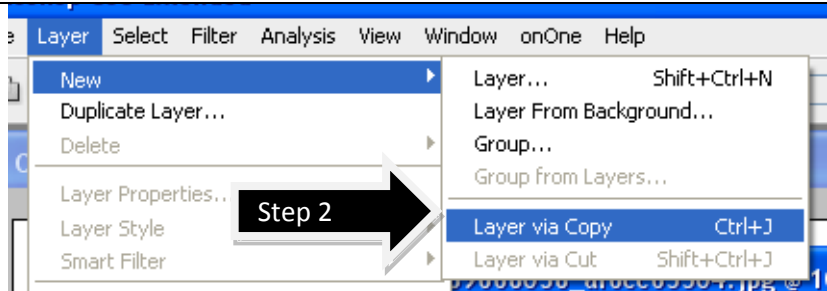 Layer Select Filter Analysis View Window onOne Help
New
Duplicate Layer...
Delete
Layer Properties..
Layer Style
Smart Filter
Step 2
Layer... Shift+Ctrl+N
Layer From Background...
Group...
Group from Layers...
Layer via Copy Ctrl+J
Layer via Cut Shift+Ctrl+J